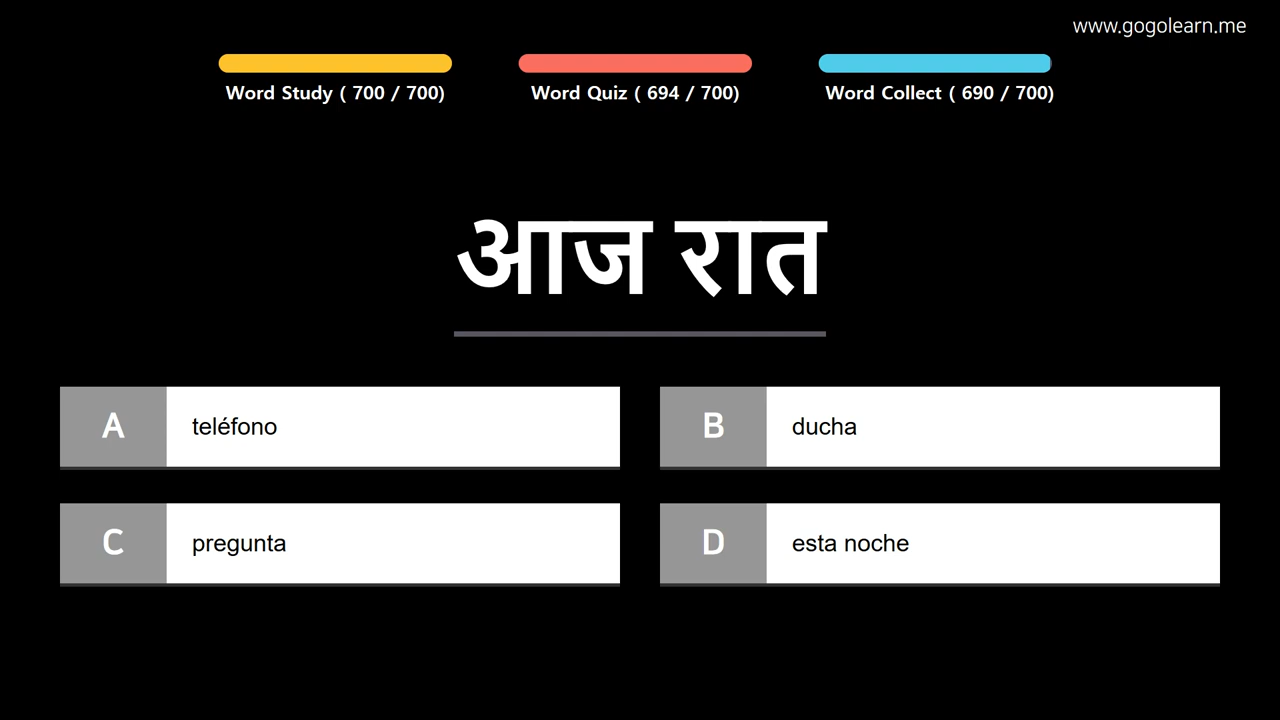 www.gogolearn.me
Word Study ( 700 / 700)
Word Quiz ( 694 / 700)
Word Collect ( 690 / 700)
आज रात
A teléfono
B ducha
C pregunta
D esta noche